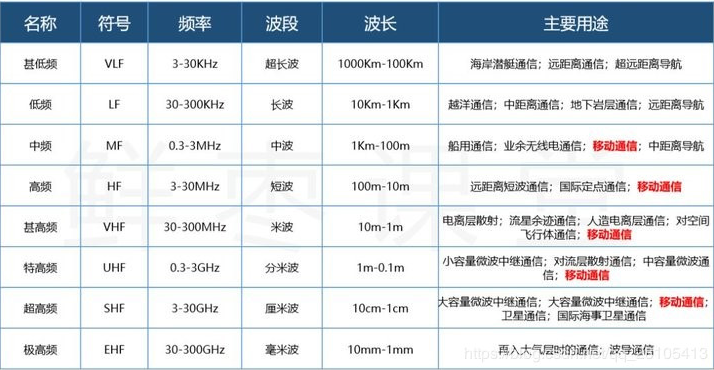 名称 符号 频率 波段 波长 主要用途
甚低频 VLF 3-30KHz 超长波 1000Km-100Km 海岸潜艇通信；远距离通信；超远距离导航
低频 LF 30-300KHz 长波 10Km-1Km 越洋通信；中距离通信；地下岩层通信；远距离导航
中频 MF 0.3-3MHz 中波 1Km-100m 船用通信；业余无线电通信；移动通信；中距离导航
高频 HF 3-30MHz 短波 100m-10m 远距离短波通信；国际定点通信；移动通信
甚高频 VHF 30-300MHz 米波 10m-1m 电离层散射；流星余迹通信；人造电离层通信；对空间
飞行体通信；移动通信
特高频 UHF 0.3-3GHz 分米波 1m-0.1m 小容量微波中继通信；对流层散射通信；中容量微波通
信；移动通信
超高频 SHF 3-30GHz 厘米波 10cm-1cm 大容量微波中继通信；大容量微波中继通信；移动通信；
卫星通信；国际海事卫星通信
极高频 EHF 30-300GHz 毫米波 10mm-1mm 再入大气层时的通信；波导通信
鲜枣课堂